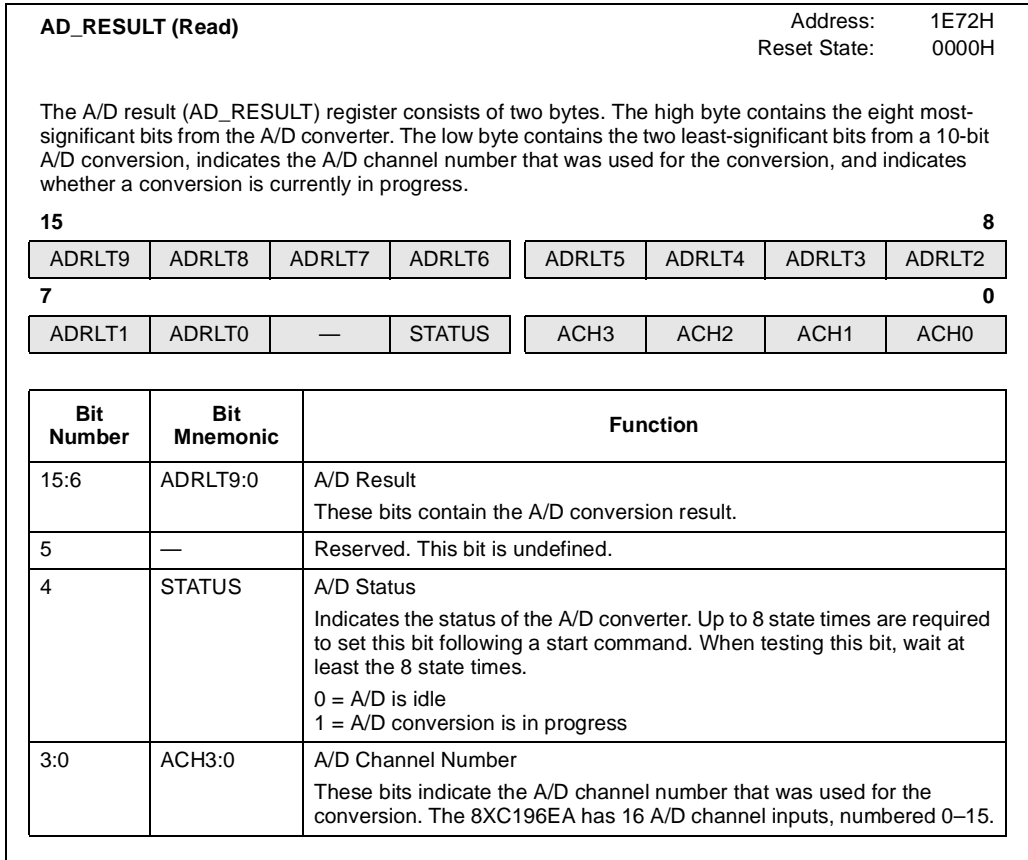 AD_RESULT (Read) Address: 1E72H
Reset State: 0000H
The A/D result (AD_RESULT) register consists of two bytes. The high byte contains the eight most-
significant bits from the A/D converter. The low byte contains the two least-significant bits from a 10-bit
A/D conversion, indicates the A/D channel number that was used for the conversion, and indicates
whether a conversion is currently in progress.
15 8
ADRLT9 ADRLT8 ADRLT7 ADRLT6 ADRLT5 ADRLT4 ADRLT3 ADRLT2
7 0
ADRLT1 ADRLT0 — STATUS ACH3 ACH2 ACH1 ACH0
Bit Number Bit Mnemonic Function
15:6 ADRLT9:0 A/D Result
These bits contain the A/D conversion result.
5 — Reserved. This bit is undefined.
4 STATUS A/D Status
Indicates the status of the A/D converter. Up to 8 state times are required
to set this bit following a start command. When testing this bit, wait at
least the 8 state times.
0 = A/D is idle
1 = A/D conversion is in progress
3:0 ACH3:0 A/D Channel Number
These bits indicate the A/D channel number that was used for the
conversion. The 8XC196EA has 16 A/D channel inputs, numbered 0–15.